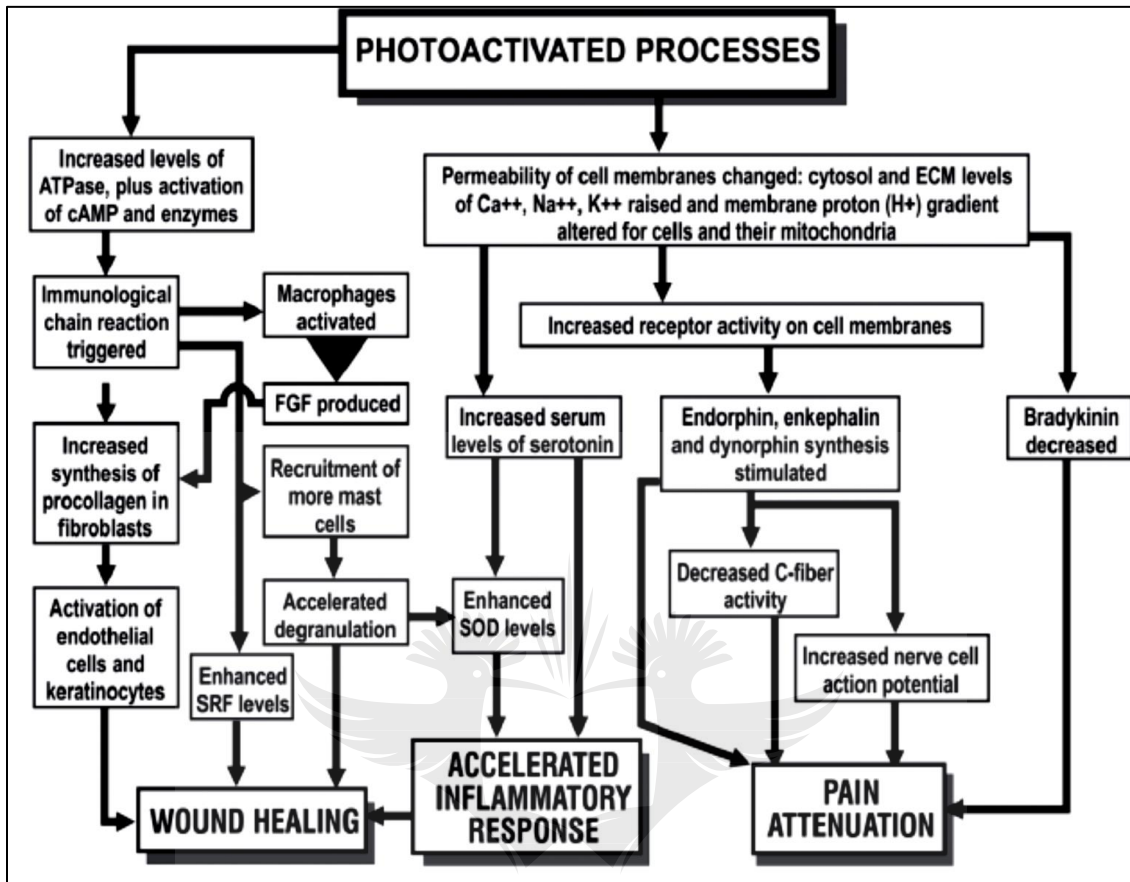 PHOTOACTIVATED PROCESSES
Increased levels of
ATPase, plus activation
of cAMP and enzymes
Permeability of cell membranes changed: cytosol and ECM levels
of Ca++, Na++, K++ raised and membrane proton (H+) gradient
altered for cells and their mitochondria
Immunological
chain reaction
triggered
Macrophages
activated
Increased receptor activity on cell membranes
FGF produced
Increased synthesis of
procollagen in
fibroblasts
Increased serum
levels of serotonin
Endorphin, enkephalin
and dynorphin synthesis
stimulated
Bradykinin
decreased
Recruitment of
more mast
cells
Decreased C-fiber
activity
Activation of
endothelial
cells and
keratinocytes
Accelerated
degranulation
Enhanced
SOD levels
Enhanced
SRF levels
Increased nerve cell
action potential
WOUND HEALING
ACCELERATED
INFLAMMATORY
RESPONSE
PAIN
ATTENUATION